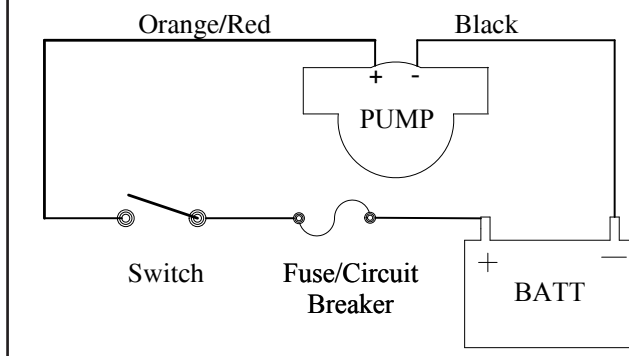 Orange/Red
Black
+ -
PUMP
+ —
BATT
Switch
Fuse/Circuit
Breaker